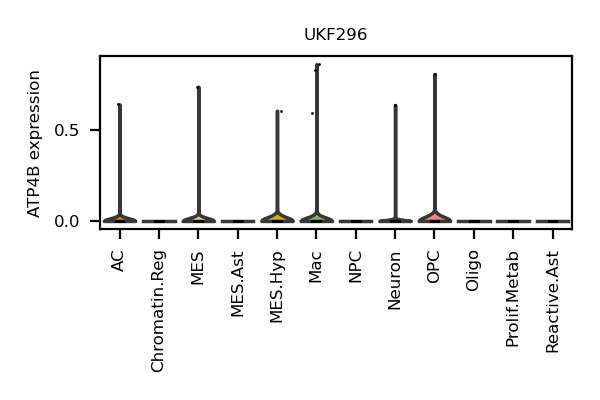 UKF296
ATP4B expression
0.5
0.0
AC
Chromatin.Reg
MES
MES.Ast
MES.Hyp
Mac
NPC
Neuron
OPC
Oligo
Prolif.Metab
Reactive.Ast